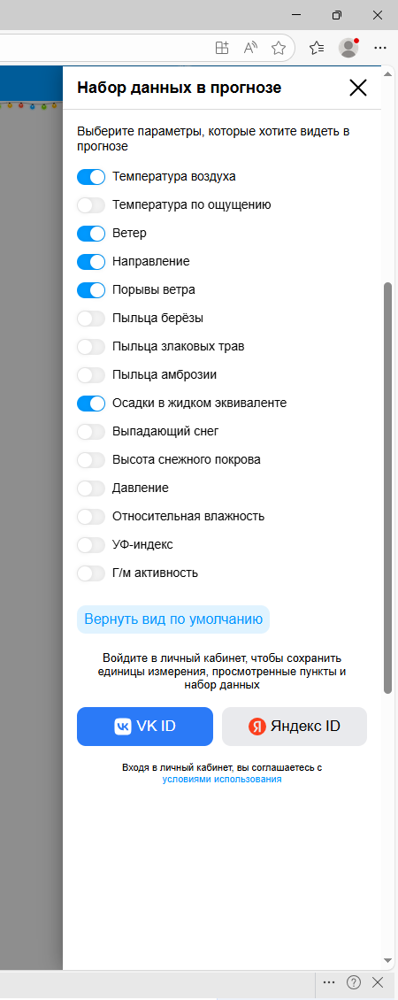 Набор данных в прогнозе
Выберите параметры, которые хотите видеть в
прогнозе
Температура воздуха
Температура по ощущению
Ветер
Направление
Порывы ветра
Пыльца берёзы
Пыльца злаковых трав
Пыльца амброзии
Осадки в жидком эквиваленте
Выпадающий снег
Высота снежного покрова
Давление
Относительная влажность
УФ-индекс
Г/м активность
Вернуть вид по умолчанию
Войдите в личный кабинет, чтобы сохранить
единицы измерения, просмотренные пункты и
набор данных
VK ID
Яндекс ID
Входя в личный кабинет, вы соглашаетесь с
условиями использования